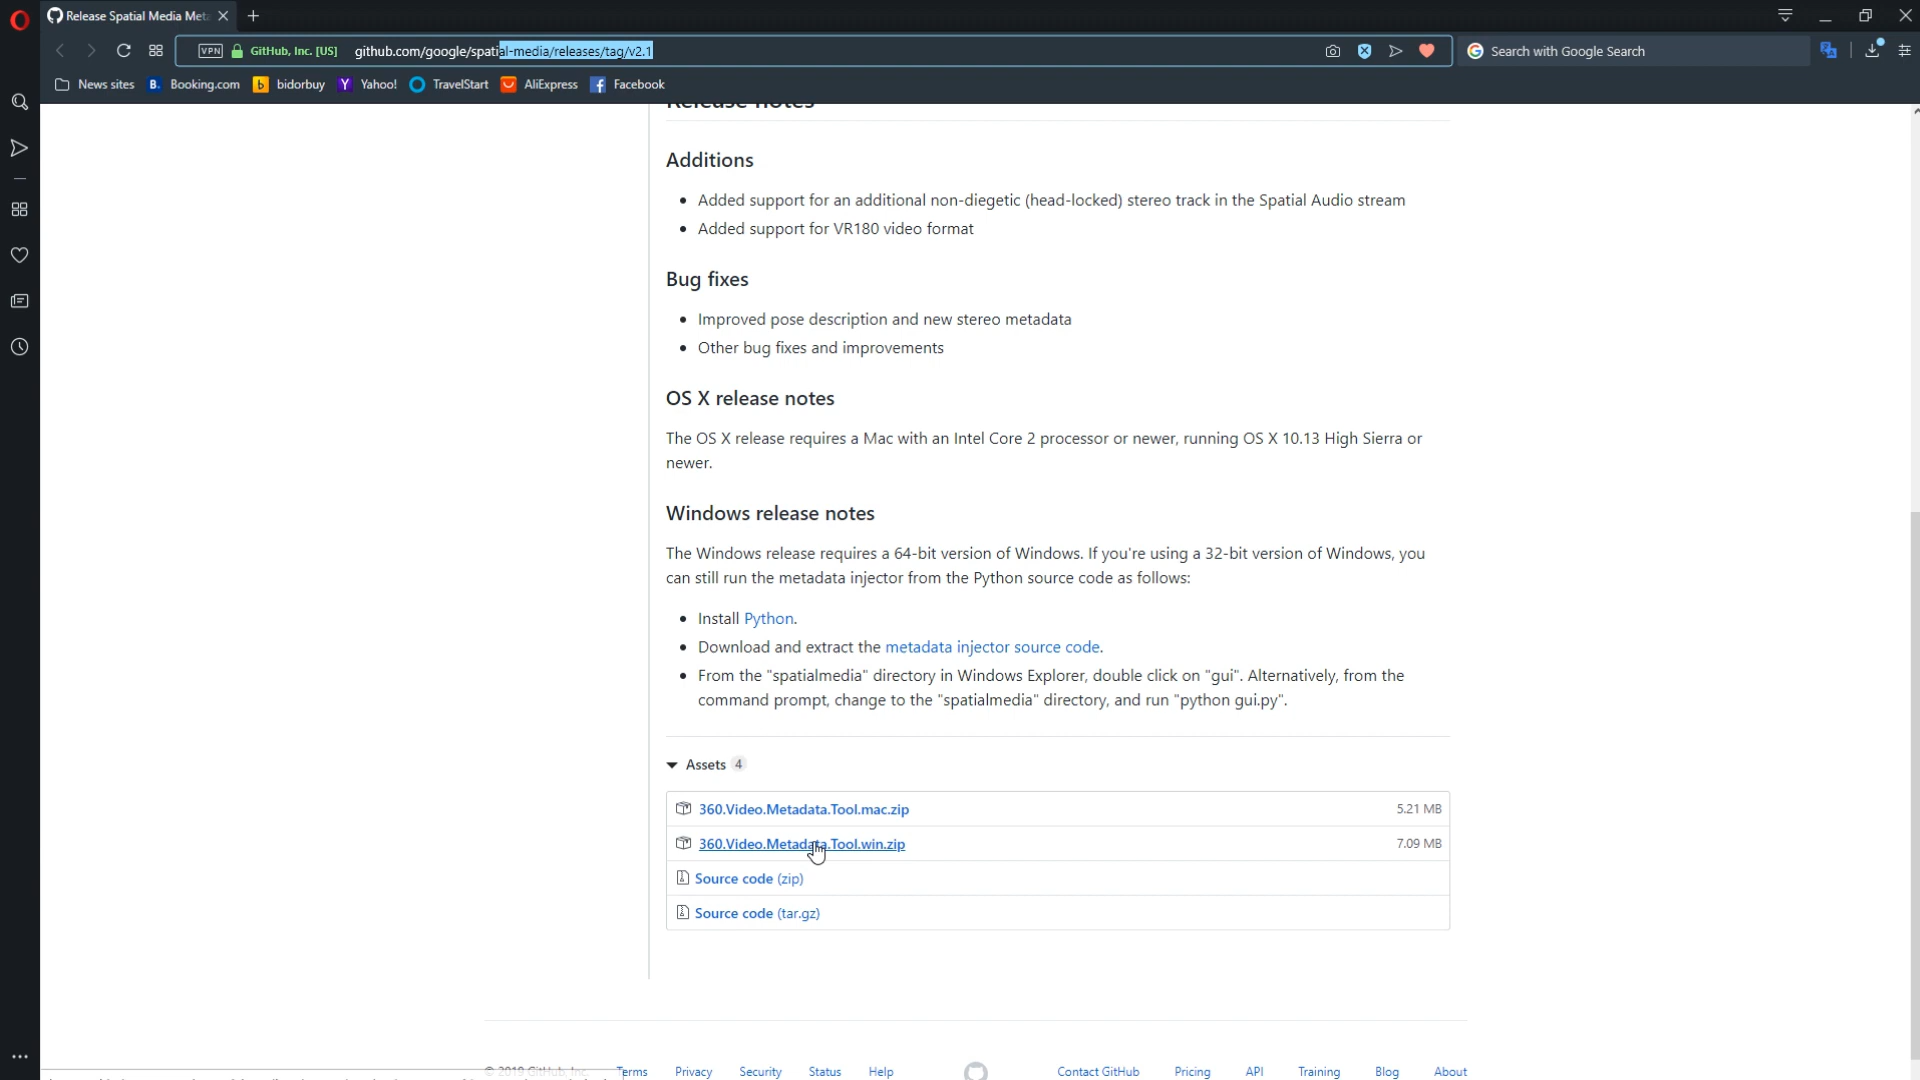 Release Spatial Media Met
VPN GitHub, Inc. [US] github.com/google/spatial-media/releases/tag/v2.1
Search with Google Search
News sites B. Booking.com b bidorbuy Y Yahoo! TravelStart AliExpress f Facebook
Release notes
Additions
• Added support for an additional non-diegetic (head-locked) stereo track in the Spatial Audio stream
• Added support for VR180 video format
Bug fixes
• Improved pose description and new stereo metadata
• Other bug fixes and improvements
OS X release notes
The OS X release requires a Mac with an Intel Core 2 processor or newer, running OS X 10.13 High Sierra or
newer.
Windows release notes
The Windows release requires a 64-bit version of Windows. If you're using a 32-bit version of Windows, you
can still run the metadata injector from the Python source code as follows:
• Install Python.
• Download and extract the metadata injector source code.
• From the "spatialmedia" directory in Windows Explorer, double click on "gui". Alternatively, from the
command prompt, change to the "spatialmedia" directory, and run "python gui.py".
Assets 4
360.Video.Metadata.Tool.mac.zip 5.21 MB
360.Video.Metadata.Tool.win.zip 7.09 MB
Source code (zip)
Source code (tar.gz)
© 2019 GitHub, Inc. Terms Privacy Security Status Help Contact GitHub Pricing API Training Blog About